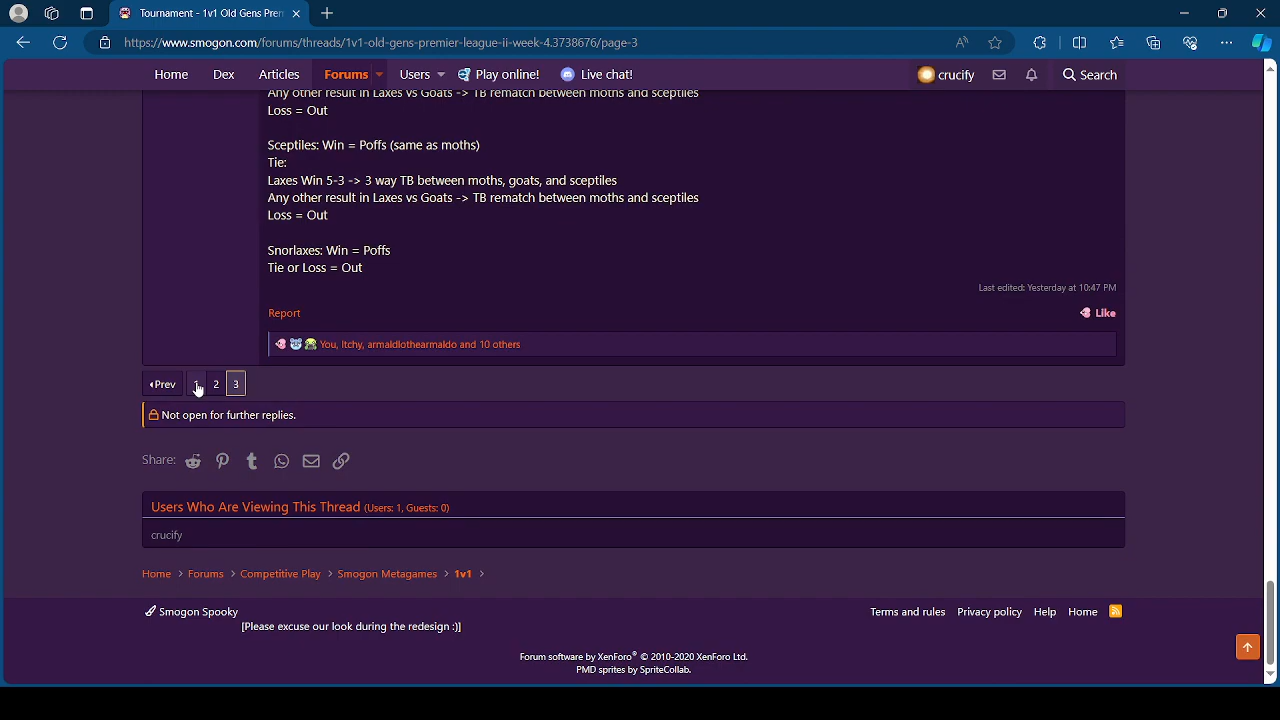 Tournament - 1v1 Old Gens Prer
https://www.smogon.com/forums/threads/1v1-old-gens-premier-league-ii-week-4.3738676/page-3
Home Dex Articles Forums Users Play online! Live chat! crucify Search
Any other result in Laxes vs Goats -> TB rematch between moths and sceptiles
Loss = Out
Sceptiles: Win = Poffs (same as moths)
Tie:
Laxes Win 5-3 -> 3 way TB between moths, goats, and sceptiles
Any other result in Laxes vs Goats -> TB rematch between moths and sceptiles
Loss = Out
Snorlaxes: Win = Poffs
Tie or Loss = Out
Last edited: Yesterday at 10:47 PM
Report Like
You, Itchy, armaldlothearmaldo and 10 others
Prev 1 2 3
Not open for further replies.
Share:
Users Who Are Viewing This Thread (Users: 1, Guests: 0)
crucify
Home > Forums > Competitive Play > Smogon Metagames > 1v1 >
Smogon Spooky Terms and rules Privacy policy Help Home
[Please excuse our look during the redesign :)]
Forum software by XenForo® © 2010-2020 XenForo Ltd.
PMD sprites by SpriteCollab.